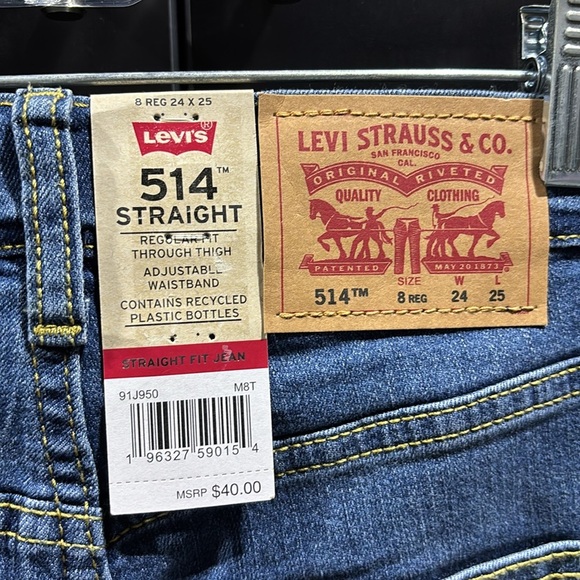 8 REG 24 X 25
LEVI'S®
514™
STRAIGHT
REGULAR FIT
THROUGH THIGH
ADJUSTABLE
WAISTBAND
CONTAINS RECYCLED
PLASTIC BOTTLES
STRAIGHT FIT JEAN
91J950 M8T
1 96327 59015 4
MSRP $40.00
LEVI STRAUSS & CO.
SAN FRANCISCO
CAL.
ORIGINAL RIVETED
QUALITY CLOTHING
PATENTED MAY 20 1873
SIZE W L
514™ 8 REG 24 25